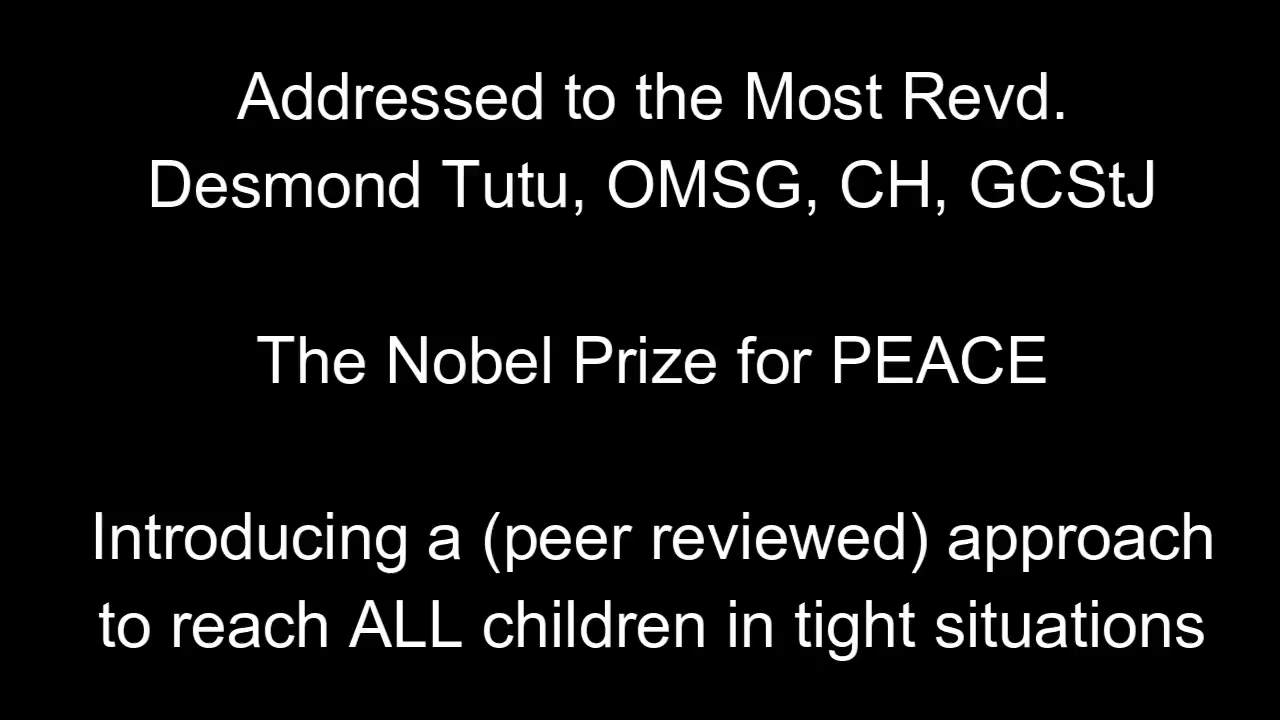 Addressed to the Most Revd.
Desmond Tutu, OMSG, CH, GCStJ
The Nobel Prize for PEACE
Introducing a (peer reviewed) approach
to reach ALL children in tight situations